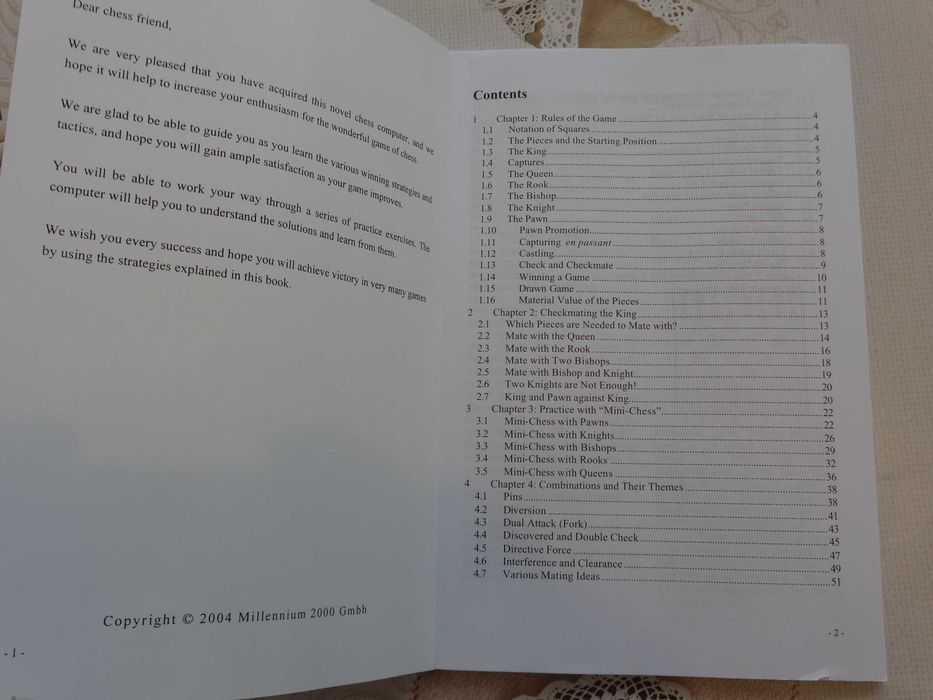 Dear chess friend,
We are very pleased that you have acquired this novel chess computer, and we
hope it will help to increase your enthusiasm for the wonderful game of chess.
We are glad to be able to guide you as you learn the various winning strategies and
tactics, and hope you will gain ample satisfaction as your game improves.
You will be able to work your way through a series of practice exercises. The
computer will help you to understand the solutions and learn from them.
We wish you every success and hope you will achieve victory in very many games
by using the strategies explained in this book.
Copyright © 2004 Millennium 2000 Gmbh
- 1 -
Contents
1 Chapter 1: Rules of the Game 4
1.1 Notation of Squares 4
1.2 The Pieces and the Starting Position 4
1.3 The King 5
1.4 Captures 5
1.5 The Queen 6
1.6 The Rook 6
1.7 The Bishop 6
1.8 The Knight 7
1.9 The Pawn 7
1.10 Pawn Promotion 8
1.11 Capturing en passant 8
1.12 Castling 8
1.13 Check and Checkmate 9
1.14 Winning a Game 10
1.15 Drawn Game 11
1.16 Material Value of the Pieces 11
2 Chapter 2: Checkmating the King 13
2.1 Which Pieces are Needed to Mate with? 13
2.2 Mate with the Queen 14
2.3 Mate with the Rook 16
2.4 Mate with Two Bishops 18
2.5 Mate with Bishop and Knight 19
2.6 Two Knights are Not Enough! 20
2.7 King and Pawn against King 20
3 Chapter 3: Practice with “Mini-Chess” 22
3.1 Mini-Chess with Pawns 22
3.2 Mini-Chess with Knights 26
3.3 Mini-Chess with Bishops 29
3.4 Mini-Chess with Rooks 32
3.5 Mini-Chess with Queens 36
4 Chapter 4: Combinations and Their Themes 38
4.1 Pins 38
4.2 Diversion 41
4.3 Dual Attack (Fork) 43
4.4 Discovered and Double Check 45
4.5 Directive Force 47
4.6 Interference and Clearance 49
4.7 Various Mating Ideas 51
- 2 -